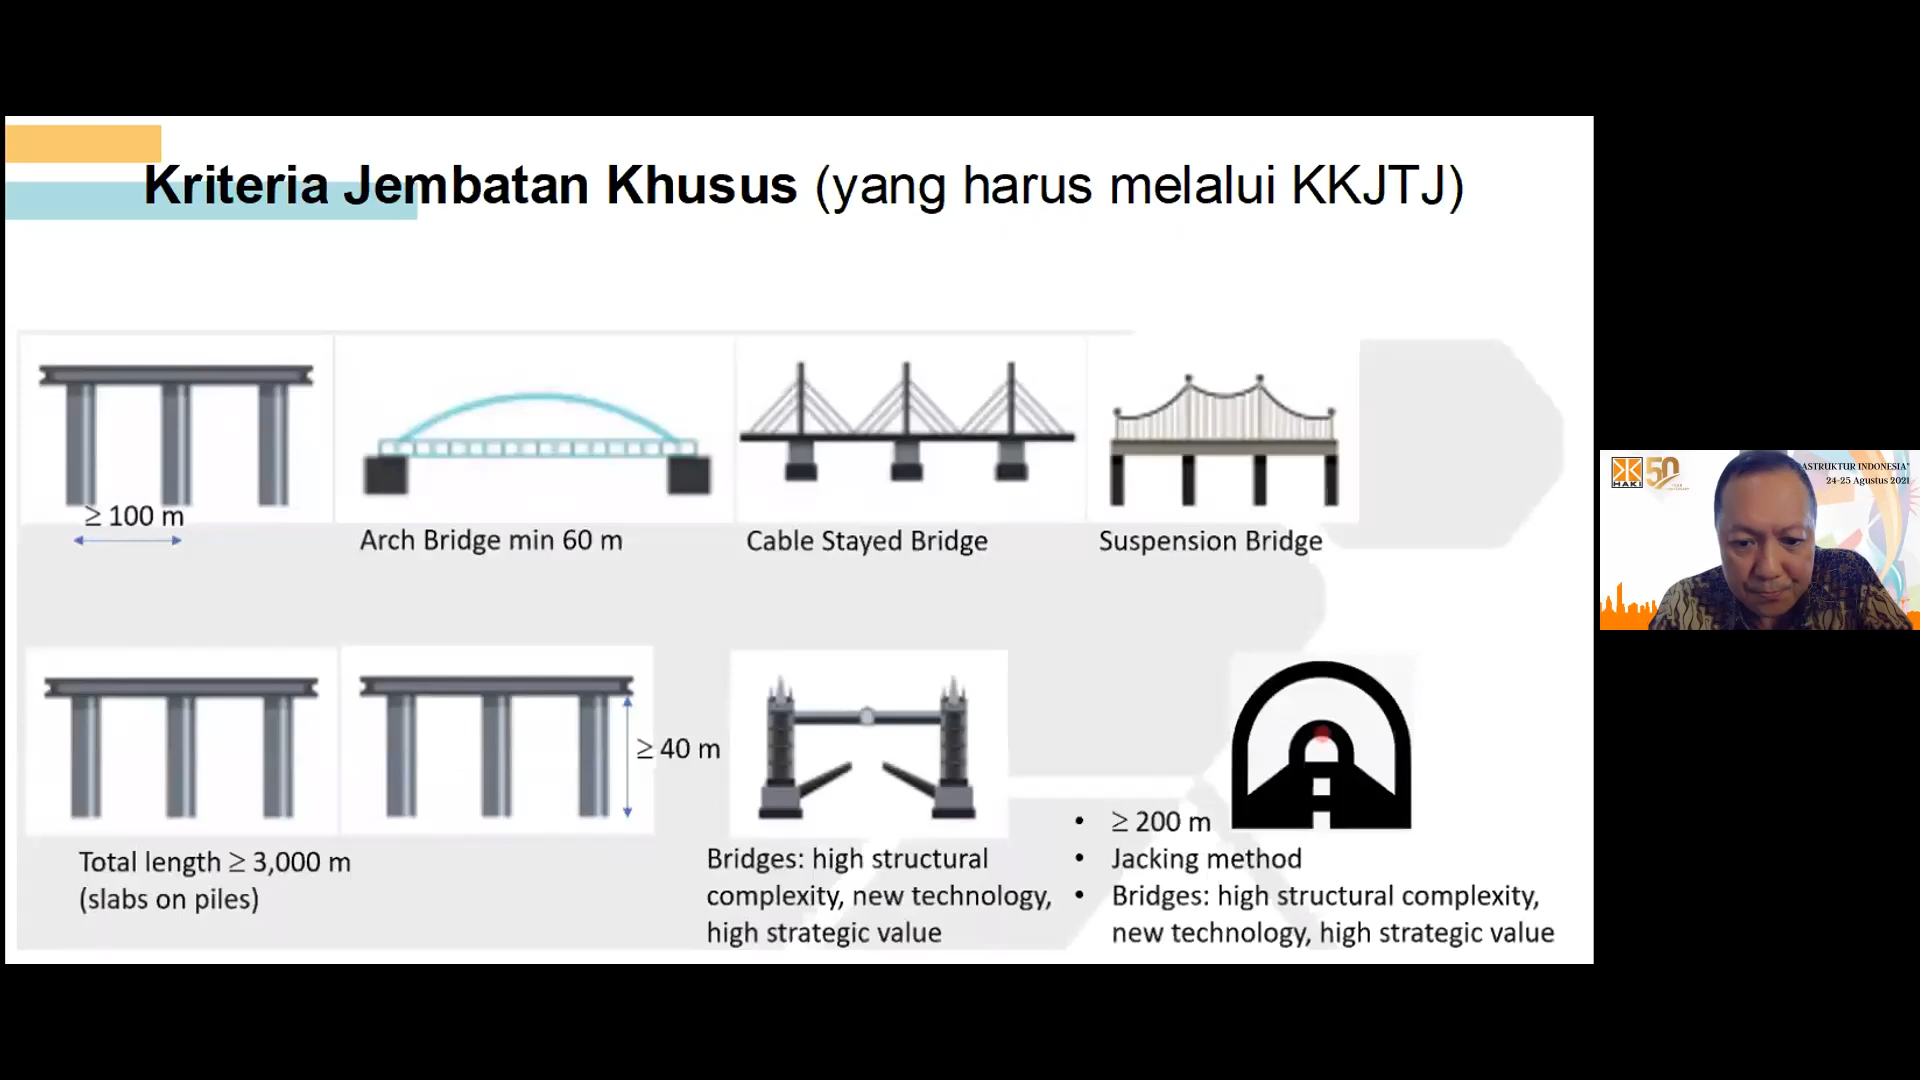 Kriteria Jembatan Khusus (yang harus melalui KKJTJ)
≥ 100 m
Arch Bridge min 60 m
Cable Stayed Bridge
Suspension Bridge
≥ 40 m
Total length ≥ 3,000 m
(slabs on piles)
Bridges: high structural
complexity, new technology,
high strategic value
• ≥ 200 m
• Jacking method
• Bridges: high structural complexity,
new technology, high strategic value
HAKI
50
ASTRUKTUR INDONESIA"
24-25 Agustus 2021